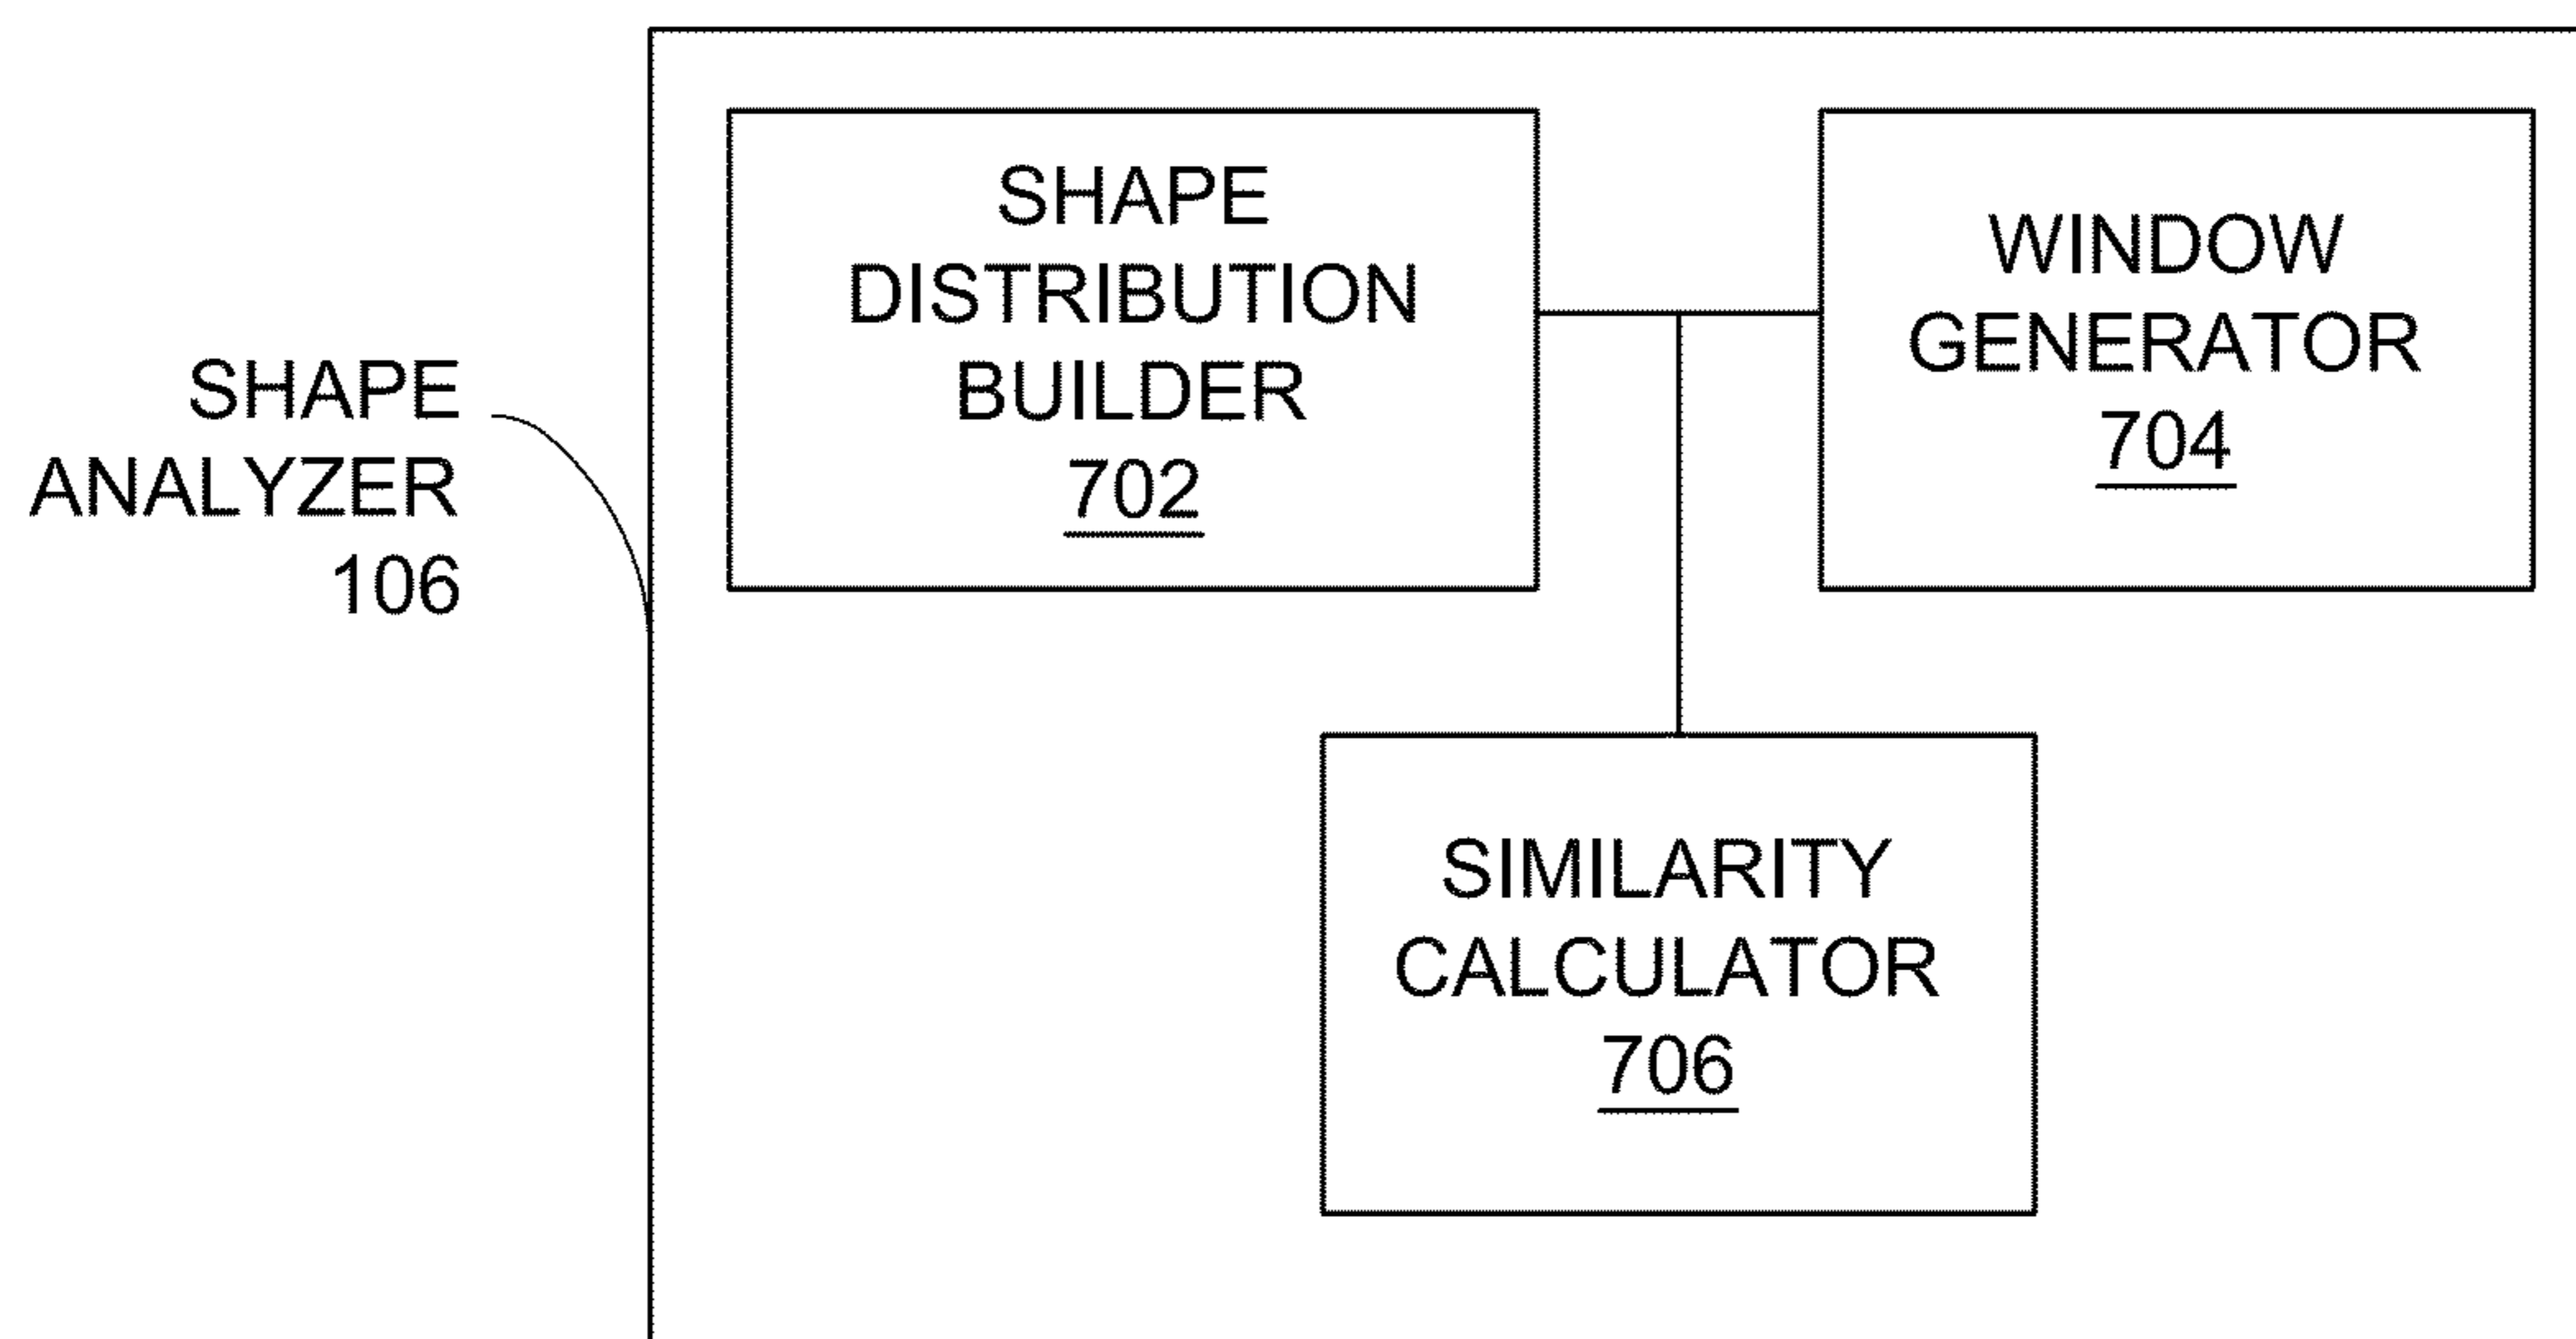 SHAPE
ANALYZER
106
SHAPE
DISTRIBUTION
BUILDER
702
WINDOW
GENERATOR
704
SIMILARITY
CALCULATOR
706